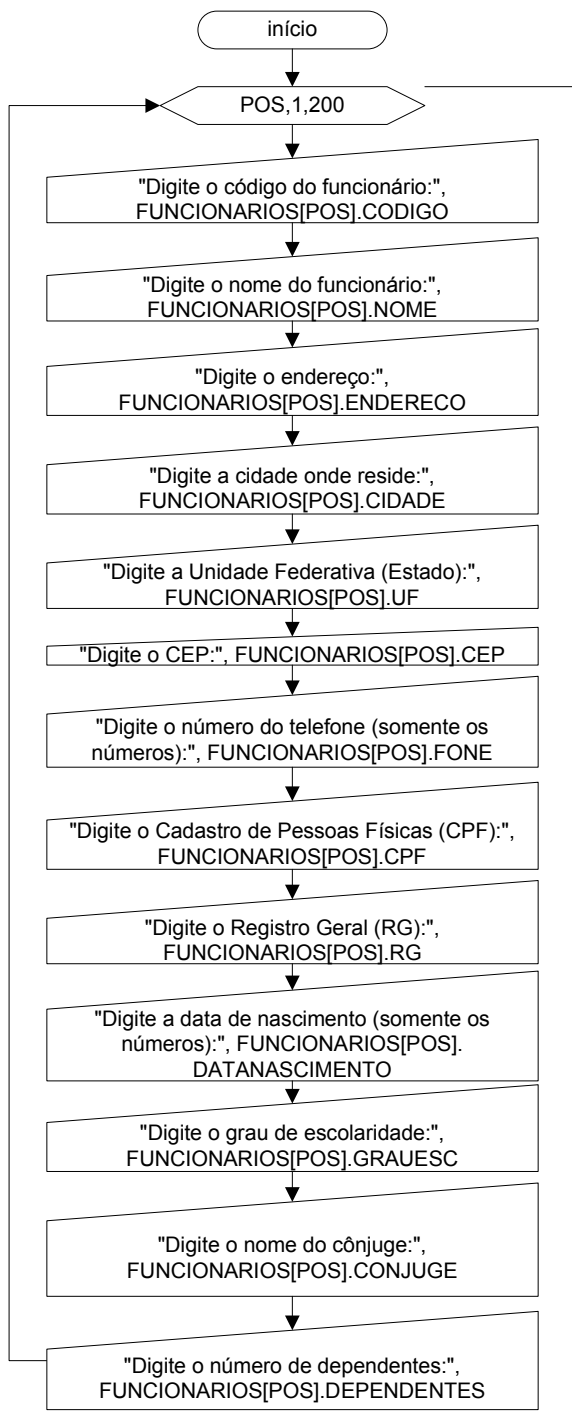 início
POS,1,200
"Digite o código do funcionário:",
FUNCIONARIOS[POS].CODIGO
"Digite o nome do funcionário:",
FUNCIONARIOS[POS].NOME
"Digite o endereço:",
FUNCIONARIOS[POS].ENDERECO
"Digite a cidade onde reside:",
FUNCIONARIOS[POS].CIDADE
"Digite a Unidade Federativa (Estado):",
FUNCIONARIOS[POS].UF
"Digite o CEP:", FUNCIONARIOS[POS].CEP
"Digite o número do telefone (somente os
números):", FUNCIONARIOS[POS].FONE
"Digite o Cadastro de Pessoas Físicas (CPF):",
FUNCIONARIOS[POS].CPF
"Digite o Registro Geral (RG):",
FUNCIONARIOS[POS].RG
"Digite a data de nascimento (somente os
números):", FUNCIONARIOS[POS].
DATANASCIMENTO
"Digite o grau de escolaridade:",
FUNCIONARIOS[POS].GRAUESC
"Digite o nome do cônjuge:",
FUNCIONARIOS[POS].CONJUGE
"Digite o número de dependentes:",
FUNCIONARIOS[POS].DEPENDENTES